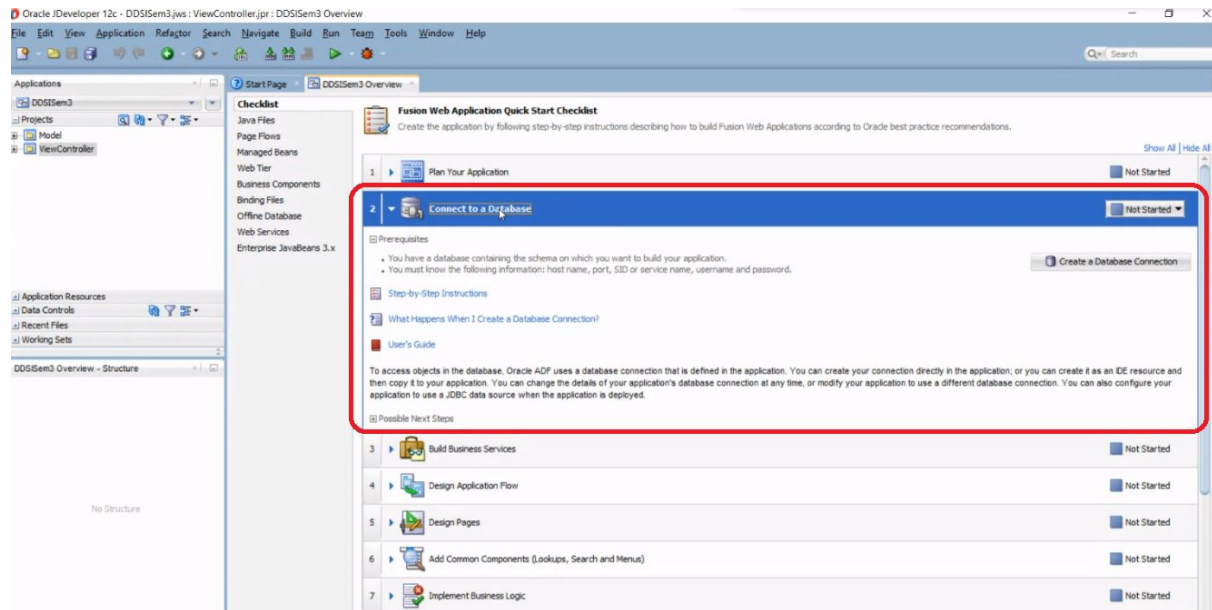 Oracle JDeveloper 12c - DDSISem3.jws : ViewController.jpr : DDSISem3 Overview
File Edit View Application Refactor Search Navigate Build Run Team Tools Window Help
Search
Applications
DDSISem3
Projects
Model
ViewController
Application Resources
Data Controls
Recent Files
Working Sets
DDSISem3 Overview - Structure
No Structure
Start Page
DDSISem3 Overview
Checklist
Java Files
Page Flows
Managed Beans
Web Tier
Business Components
Binding Files
Offline Database
Web Services
Enterprise JavaBeans 3.x
Fusion Web Application Quick Start Checklist
Create the application by following step-by-step instructions describing how to build Fusion Web Applications according to Oracle best practice recommendations.
Show All | Hide All
1 Plan Your Application Not Started
2 Connect to a Database Not Started
Prerequisites
• You have a database containing the schema on which you want to build your application.
• You must know the following information: host name, port, SID or service name, username and password.
Create a Database Connection
Step-by-Step Instructions
What Happens When I Create a Database Connection?
User's Guide
To access objects in the database, Oracle ADF uses a database connection that is defined in the application. You can create your connection directly in the application; or you can create it as an IDE resource and
then copy it to your application. You can change the details of your application's database connection at any time, or modify your application to use a different database connection. You can also configure your
application to use a JDBC data source when the application is deployed.
Possible Next Steps
3 Build Business Services Not Started
4 Design Application Flow Not Started
5 Design Pages Not Started
6 Add Common Components (Lookups, Search and Menus) Not Started
7 Implement Business Logic Not Started